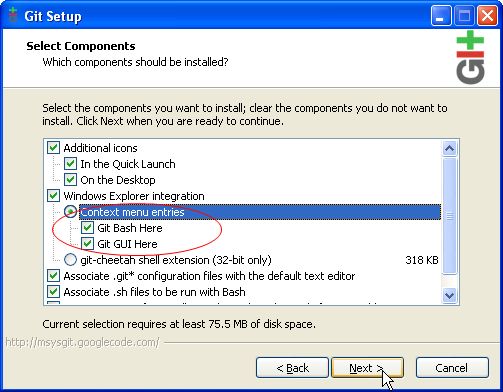 Git Setup
Select Components
Which components should be installed?
GIT
Select the components you want to install; clear the components you do not want to
install. Click Next when you are ready to continue.
Additional icons
In the Quick Launch
On the Desktop
Windows Explorer integration
Context menu entries
Git Bash Here
Git GUI Here
git-cheetah shell extension (32-bit only) 318 KB
Associate .git* configuration files with the default text editor
Associate .sh files to be run with Bash
Current selection requires at least 75.5 MB of disk space.
http://msysgit.googlecode.com/
< Back
Next >
Cancel